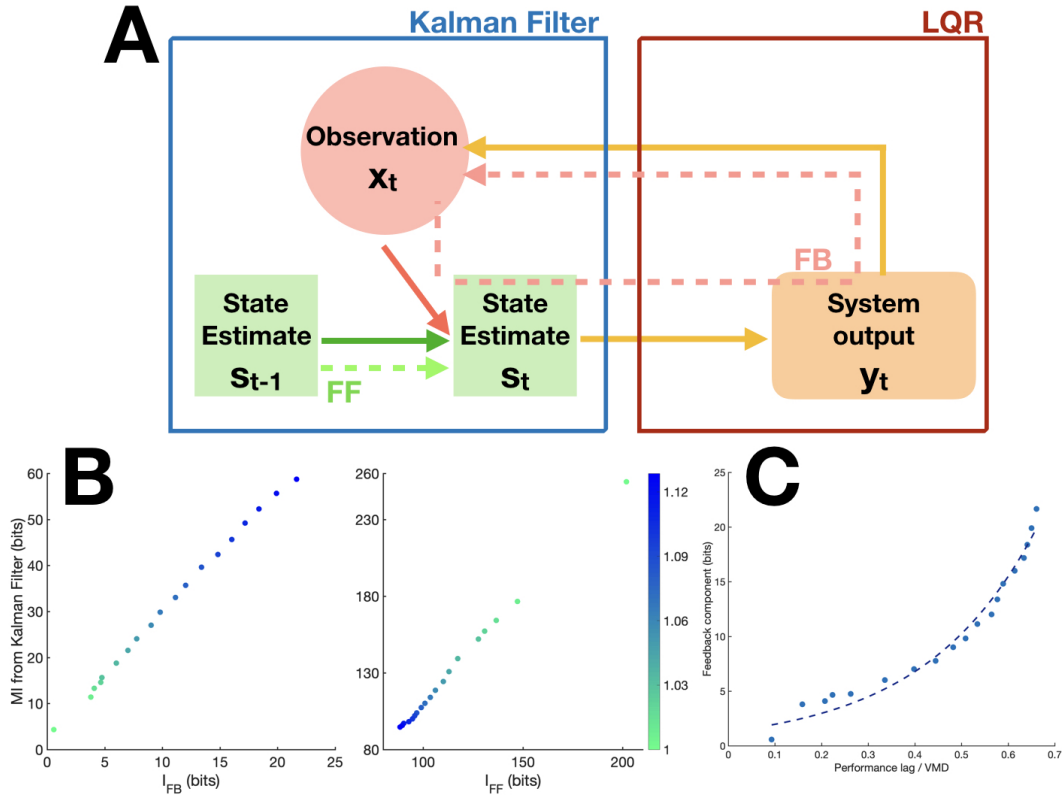 A
Kalman Filter
LQR
Observation
xt
FB
State
Estimate
st-1
FF
State
Estimate
st
System
output
yt
B
MI from Kalman Filter (bits)
60
50
40
30
20
10
0
0
5
10
15
20
25
IFB (bits)
260
230
180
130
80
100
150
200
IFF (bits)
1.12
1.09
1.06
1.03
1
C
Feedback component (bits)
25
20
15
10
5
0
0
0.1
0.2
0.3
0.4
0.5
0.6
0.7
Performance lag / VMD